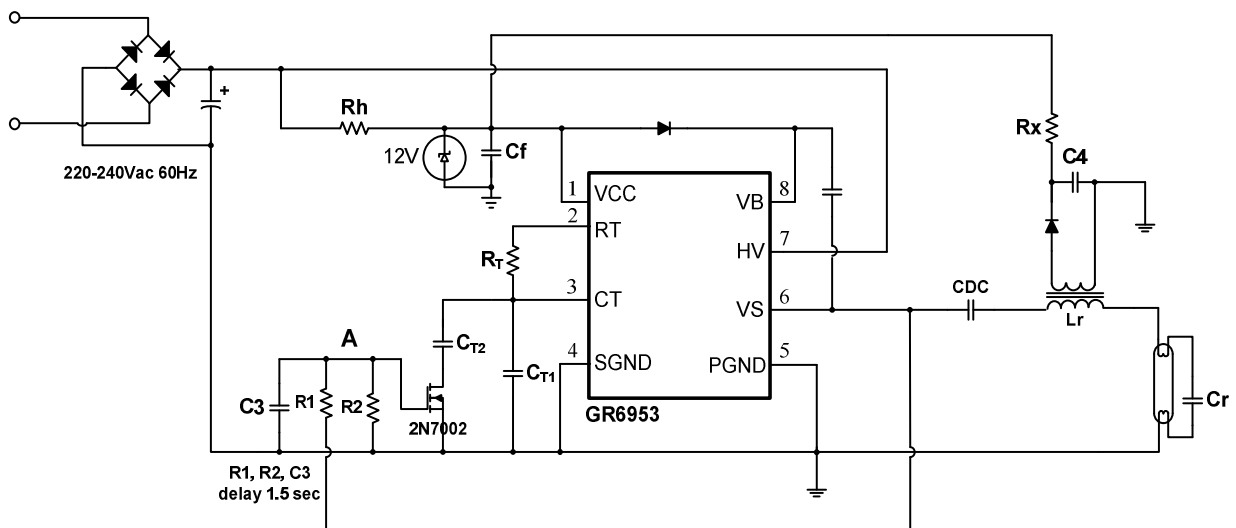 220-240Vac 60Hz
+
Rh
12V
Cf
Rx
C4
1
VCC
2
RT
3
CT
4
SGND
VB
8
HV
7
VS
6
PGND
5
GR6953
RT
CT2
CT1
A
C3
R1
R2
2N7002
R1, R2, C3
delay 1.5 sec
CDC
Lr
Cr